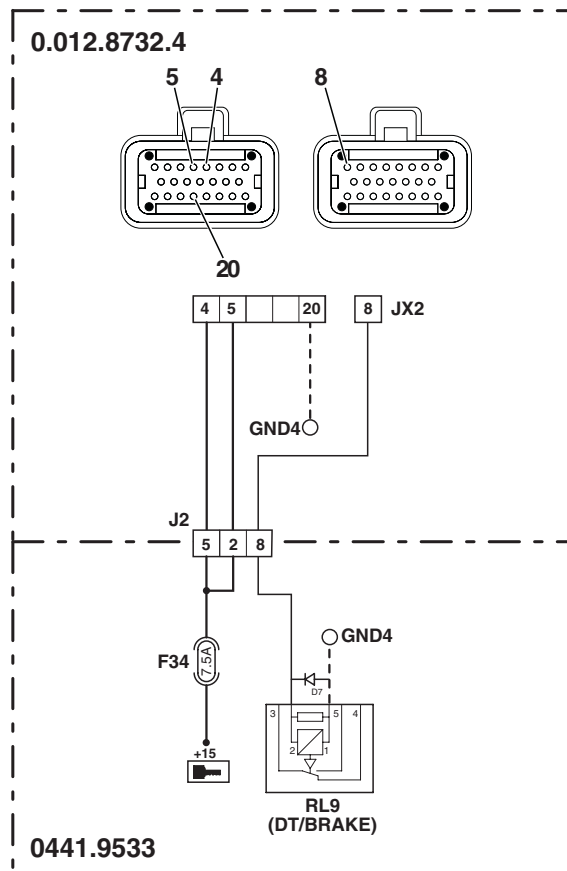 0.012.8732.4
5 4 8
20
4 5 20 8 JX2
GND4
J2
5 2 8
GND4
F34 7.5A
D7
3 5 4
2 1
+15
RL9
(DT/BRAKE)
0441.9533